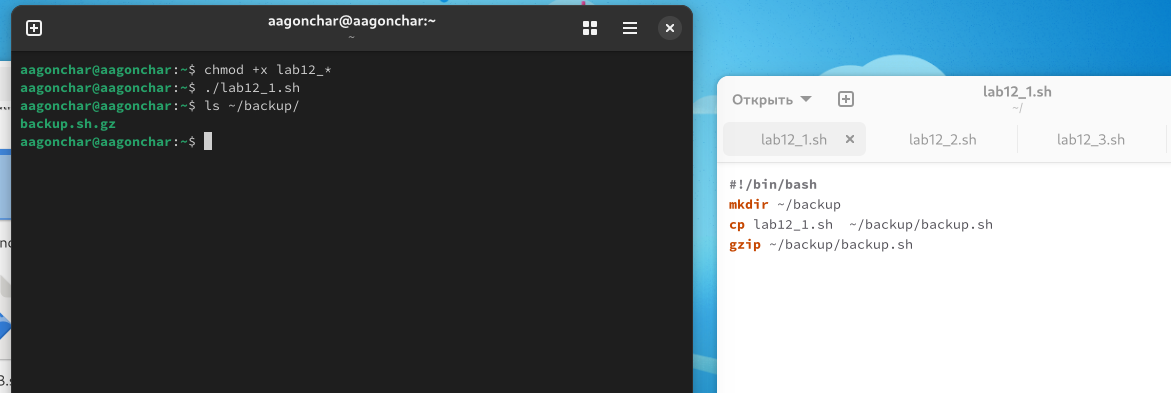 aagonchar@aagonchar:~
~
aagonchar@aagonchar:~$ chmod +x lab12_*
aagonchar@aagonchar:~$ ./lab12_1.sh
aagonchar@aagonchar:~$ ls ~/backup/
backup.sh.gz
aagonchar@aagonchar:~$
Открыть
lab12_1.sh
~/
lab12_1.sh
lab12_2.sh
lab12_3.sh
#!/bin/bash
mkdir ~/backup
cp lab12_1.sh  ~/backup/backup.sh
gzip ~/backup/backup.sh